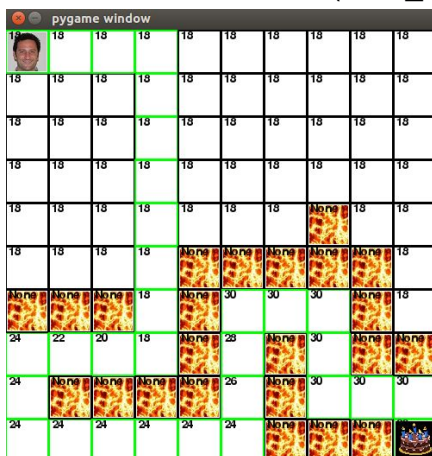 pygame window
18 18 18 18 18 18 18 18 18 18
18 18 18 18 18 18 18 18 18 18
18 18 18 18 18 18 18 18 18 18
18 18 18 18 18 18 18 18 18 18
18 18 18 18 18 18 18 None 18 18
18 18 18 18 None None None None None 18
None None None 18 None 30 30 30 None 18
24 22 20 18 None 28 None 30 None None
24 None None None None 26 None 30 30 30
24 24 24 24 24 24 None None None